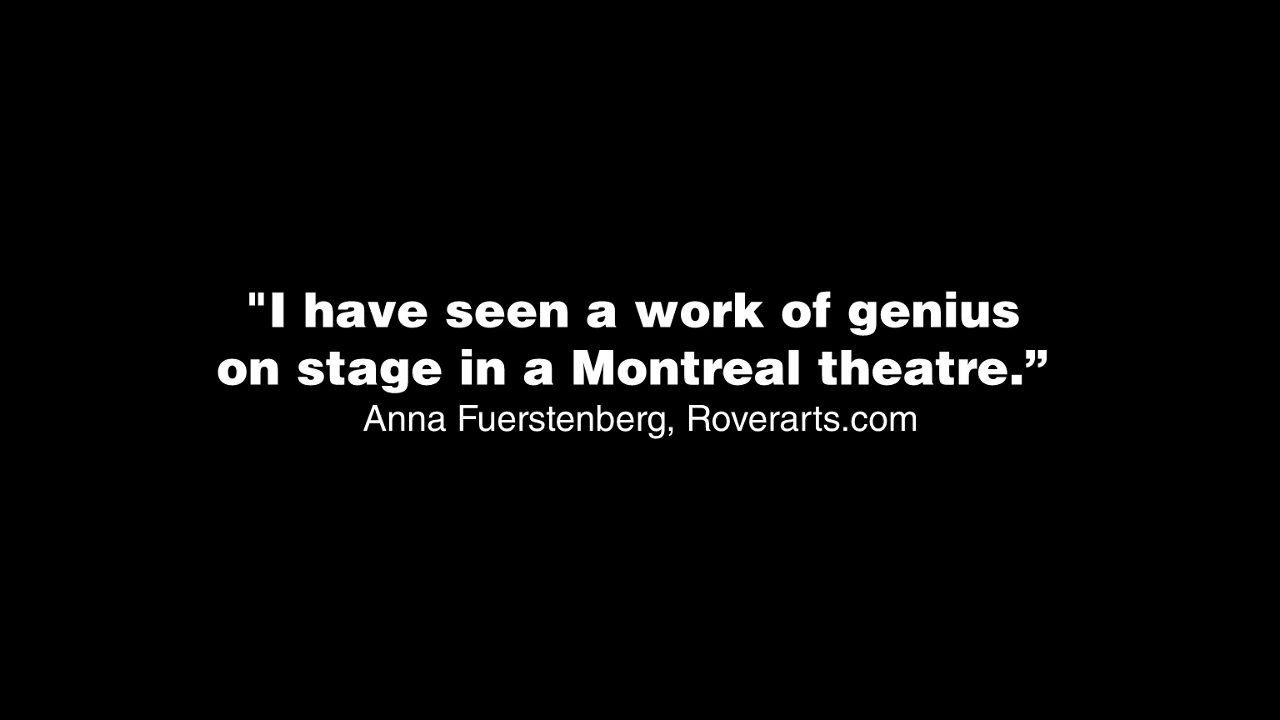 "I have seen a work of genius
on stage in a Montreal theatre.”
Anna Fuerstenberg, Roverarts.com